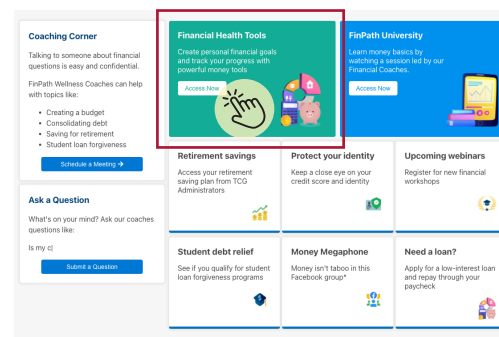 Coaching Corner
Talking to someone about financial
questions is easy and confidential.
FinPath Wellness Coaches can help
with topics like:
• Creating a budget
• Consolidating debt
• Saving for retirement
• Student loan forgiveness
Schedule a Meeting →
Ask a Question
What's on your mind? Ask our coaches
questions like:
Is my c|
Submit a Question
Financial Health Tools
Create personal financial goals
and track your progress with
powerful money tools
Access Now
FinPath University
Learn money basics by
watching a session led by our
Financial Coaches.
Access Now
Retirement savings
Access your retirement
saving plan from TCG
Administrators
Protect your identity
Keep a close eye on your
credit score and identity
Upcoming webinars
Register for new financial
workshops
Student debt relief
See if you qualify for student
loan forgiveness programs
Money Megaphone
Money isn't taboo in this
Facebook group*
Need a loan?
Apply for a low-interest loan
and repay through your
paycheck